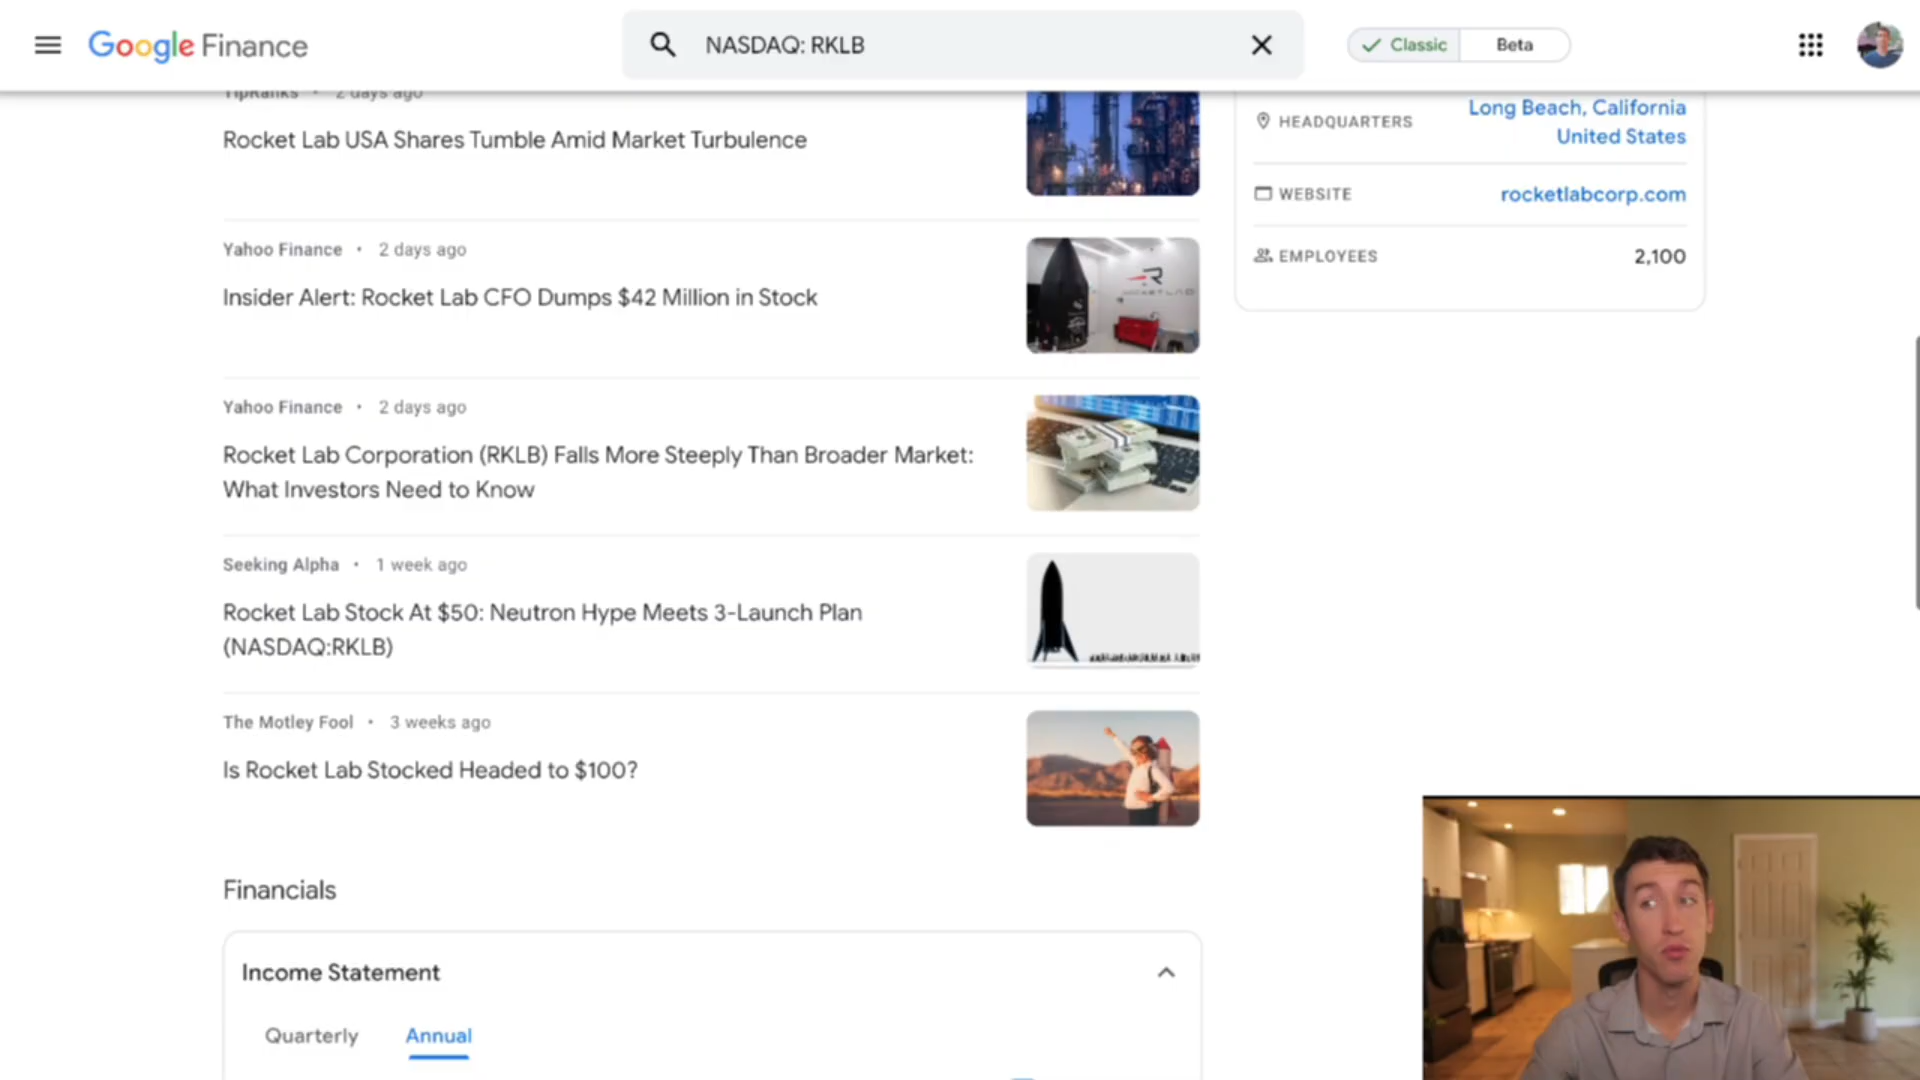 Google Finance
NASDAQ: RKLB
Classic
Beta
TipRanks • 2 days ago
Rocket Lab USA Shares Tumble Amid Market Turbulence
Yahoo Finance • 2 days ago
Insider Alert: Rocket Lab CFO Dumps $42 Million in Stock
Yahoo Finance • 2 days ago
Rocket Lab Corporation (RKLB) Falls More Steeply Than Broader Market:
What Investors Need to Know
Seeking Alpha • 1 week ago
Rocket Lab Stock At $50: Neutron Hype Meets 3-Launch Plan
(NASDAQ:RKLB)
The Motley Fool • 3 weeks ago
Is Rocket Lab Stocked Headed to $100?
HEADQUARTERS
Long Beach, California
United States
WEBSITE
rocketlabcorp.com
EMPLOYEES
2,100
Financials
Income Statement
Quarterly
Annual